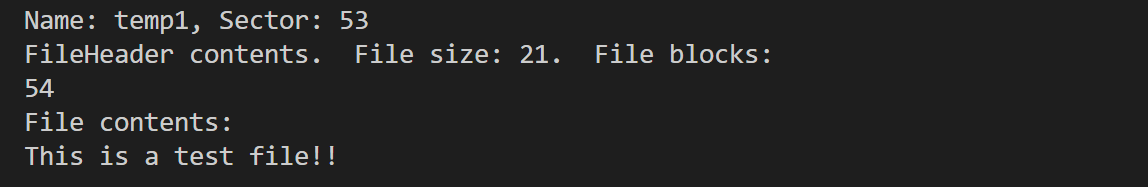 Name: temp1, Sector: 53
FileHeader contents.  File size: 21.  File blocks:
54
File contents:
This is a test file!!